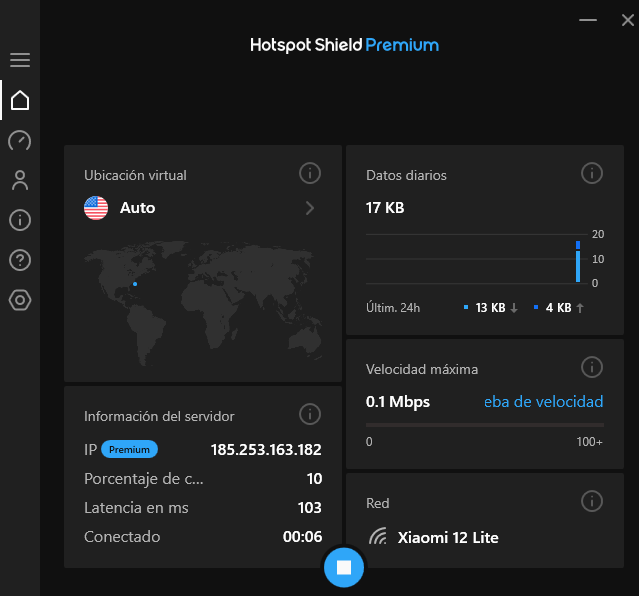 Hotspot Shield Premium
Ubicación virtual
Auto
Datos diarios
17 KB
20
10
0
Últim. 24h
13 KB
4 KB
Información del servidor
IP Premium 185.253.163.182
Porcentaje de c... 10
Latencia en ms 103
Conectado 00:06
Velocidad máxima
0.1 Mbps eba de velocidad
0 100+
Red
Xiaomi 12 Lite